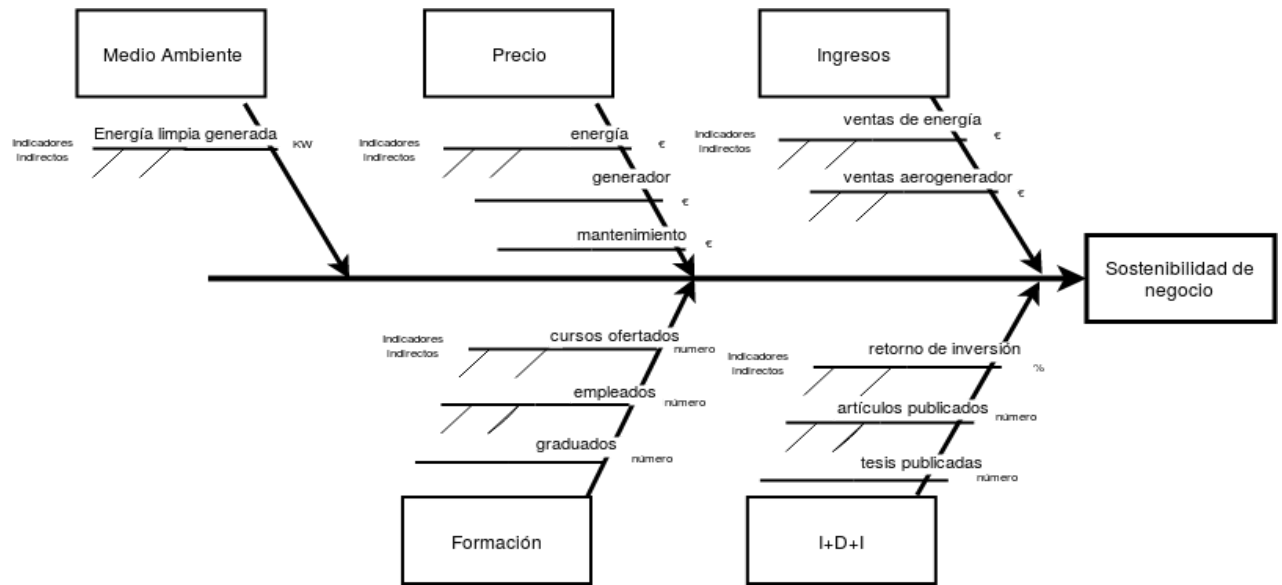 Medio Ambiente
Precio
Ingresos
Indicadores
Indirectos
Energía limpia generada
KW
Indicadores
Indirectos
energía
€
generador
€
mantenimiento
€
Indicadores
Indirectos
ventas de energía
€
ventas aerogenerador
€
Sostenibilidad de
negocio
Indicadores
Indirectos
cursos ofertados
número
empleados
número
graduados
número
Formación
Indicadores
Indirectos
retorno de inversión
%
artículos publicados
número
tesis publicadas
número
I+D+I